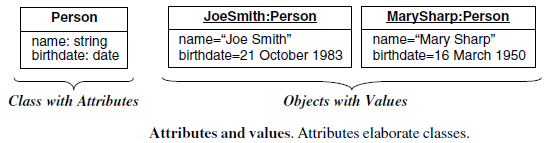 Person
name: string
birthdate: date
JoeSmith:Person
name=“Joe Smith”
birthdate=21 October 1983
MarySharp:Person
name=“Mary Sharp”
birthdate=16 March 1950
Class with Attributes
Objects with Values
Attributes and values. Attributes elaborate classes.